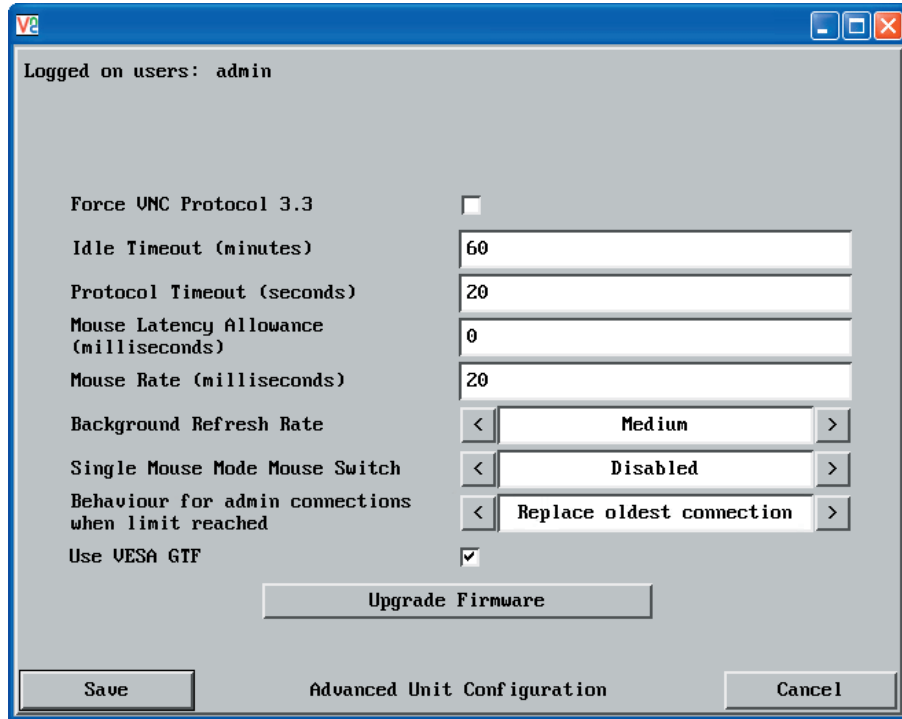 Logged on users: admin
Force VNC Protocol 3.3
Idle Timeout (minutes) 60
Protocol Timeout (seconds) 20
Mouse Latency Allowance
(milliseconds) 0
Mouse Rate (milliseconds) 20
Background Refresh Rate < Medium >
Single Mouse Mode Mouse Switch < Disabled >
Behaviour for admin connections
when limit reached < Replace oldest connection >
Use VESA GTF
Upgrade Firmware
Save Advanced Unit Configuration Cancel